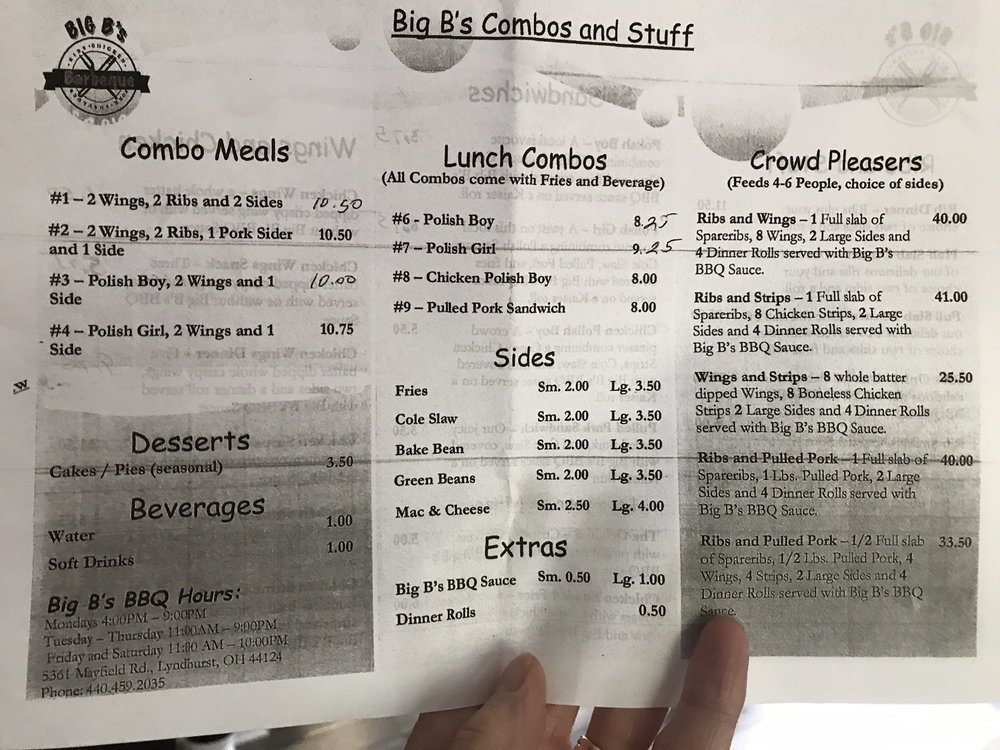 BIG B's
RIBS · CHICKEN
Barbeque
Big B's Combos and Stuff
Combo Meals
#1 – 2 Wings, 2 Ribs and 2 Sides 10.50
#2 – 2 Wings, 2 Ribs, 1 Pork Sider 10.50
and 1 Side
#3 – Polish Boy, 2 Wings and 1 10.00
Side
#4 – Polish Girl, 2 Wings and 1 10.75
Side
Desserts
Cakes / Pies (seasonal) 3.50
Beverages
Water 1.00
Soft Drinks 1.00
Big B's BBQ Hours:
Mondays 4:00PM – 9:00PM
Tuesday – Thursday 11:00AM – 9:00PM
Friday and Saturday 11:00 AM – 10:00PM
5361 Mayfield Rd., Lyndhurst, OH 44124
Phone: 440.459.2035
Lunch Combos
(All Combos come with Fries and Beverage)
#6 - Polish Boy 8.25
#7 – Polish Girl 9.25
#8 – Chicken Polish Boy 8.00
#9 – Pulled Pork Sandwich 8.00
Sides
Fries Sm. 2.00 Lg. 3.50
Cole Slaw Sm. 2.00 Lg. 3.50
Bake Bean Sm. 2.00 Lg. 3.50
Green Beans Sm. 2.00 Lg. 3.50
Mac & Cheese Sm. 2.50 Lg. 4.00
Extras
Big B's BBQ Sauce Sm. 0.50 Lg. 1.00
Dinner Rolls 0.50
Crowd Pleasers
(Feeds 4-6 People, choice of sides)
Ribs and Wings – 1 Full slab of 40.00
Spareribs, 8 Wings, 2 Large Sides and
4 Dinner Rolls served with Big B's
BBQ Sauce.
Ribs and Strips – 1 Full slab of 41.00
Spareribs, 8 Chicken Strips, 2 Large
Sides and 4 Dinner Rolls served with
Big B's BBQ Sauce.
Wings and Strips – 8 whole batter 25.50
dipped Wings, 8 Boneless Chicken
Strips 2 Large Sides and 4 Dinner Rolls
served with Big B's BBQ Sauce.
Ribs and Pulled Pork – 1 Full slab of 40.00
Spareribs, 1 Lbs. Pulled Pork, 2 Large
Sides and 4 Dinner Rolls served with
Big B's BBQ Sauce.
Ribs and Pulled Pork – 1/2 Full slab 33.50
of Spareribs, 1/2 Lbs. Pulled Pork, 4
Wings, 4 Strips, 2 Large Sides and 4
Dinner Rolls served with Big B's BBQ
Sauce.